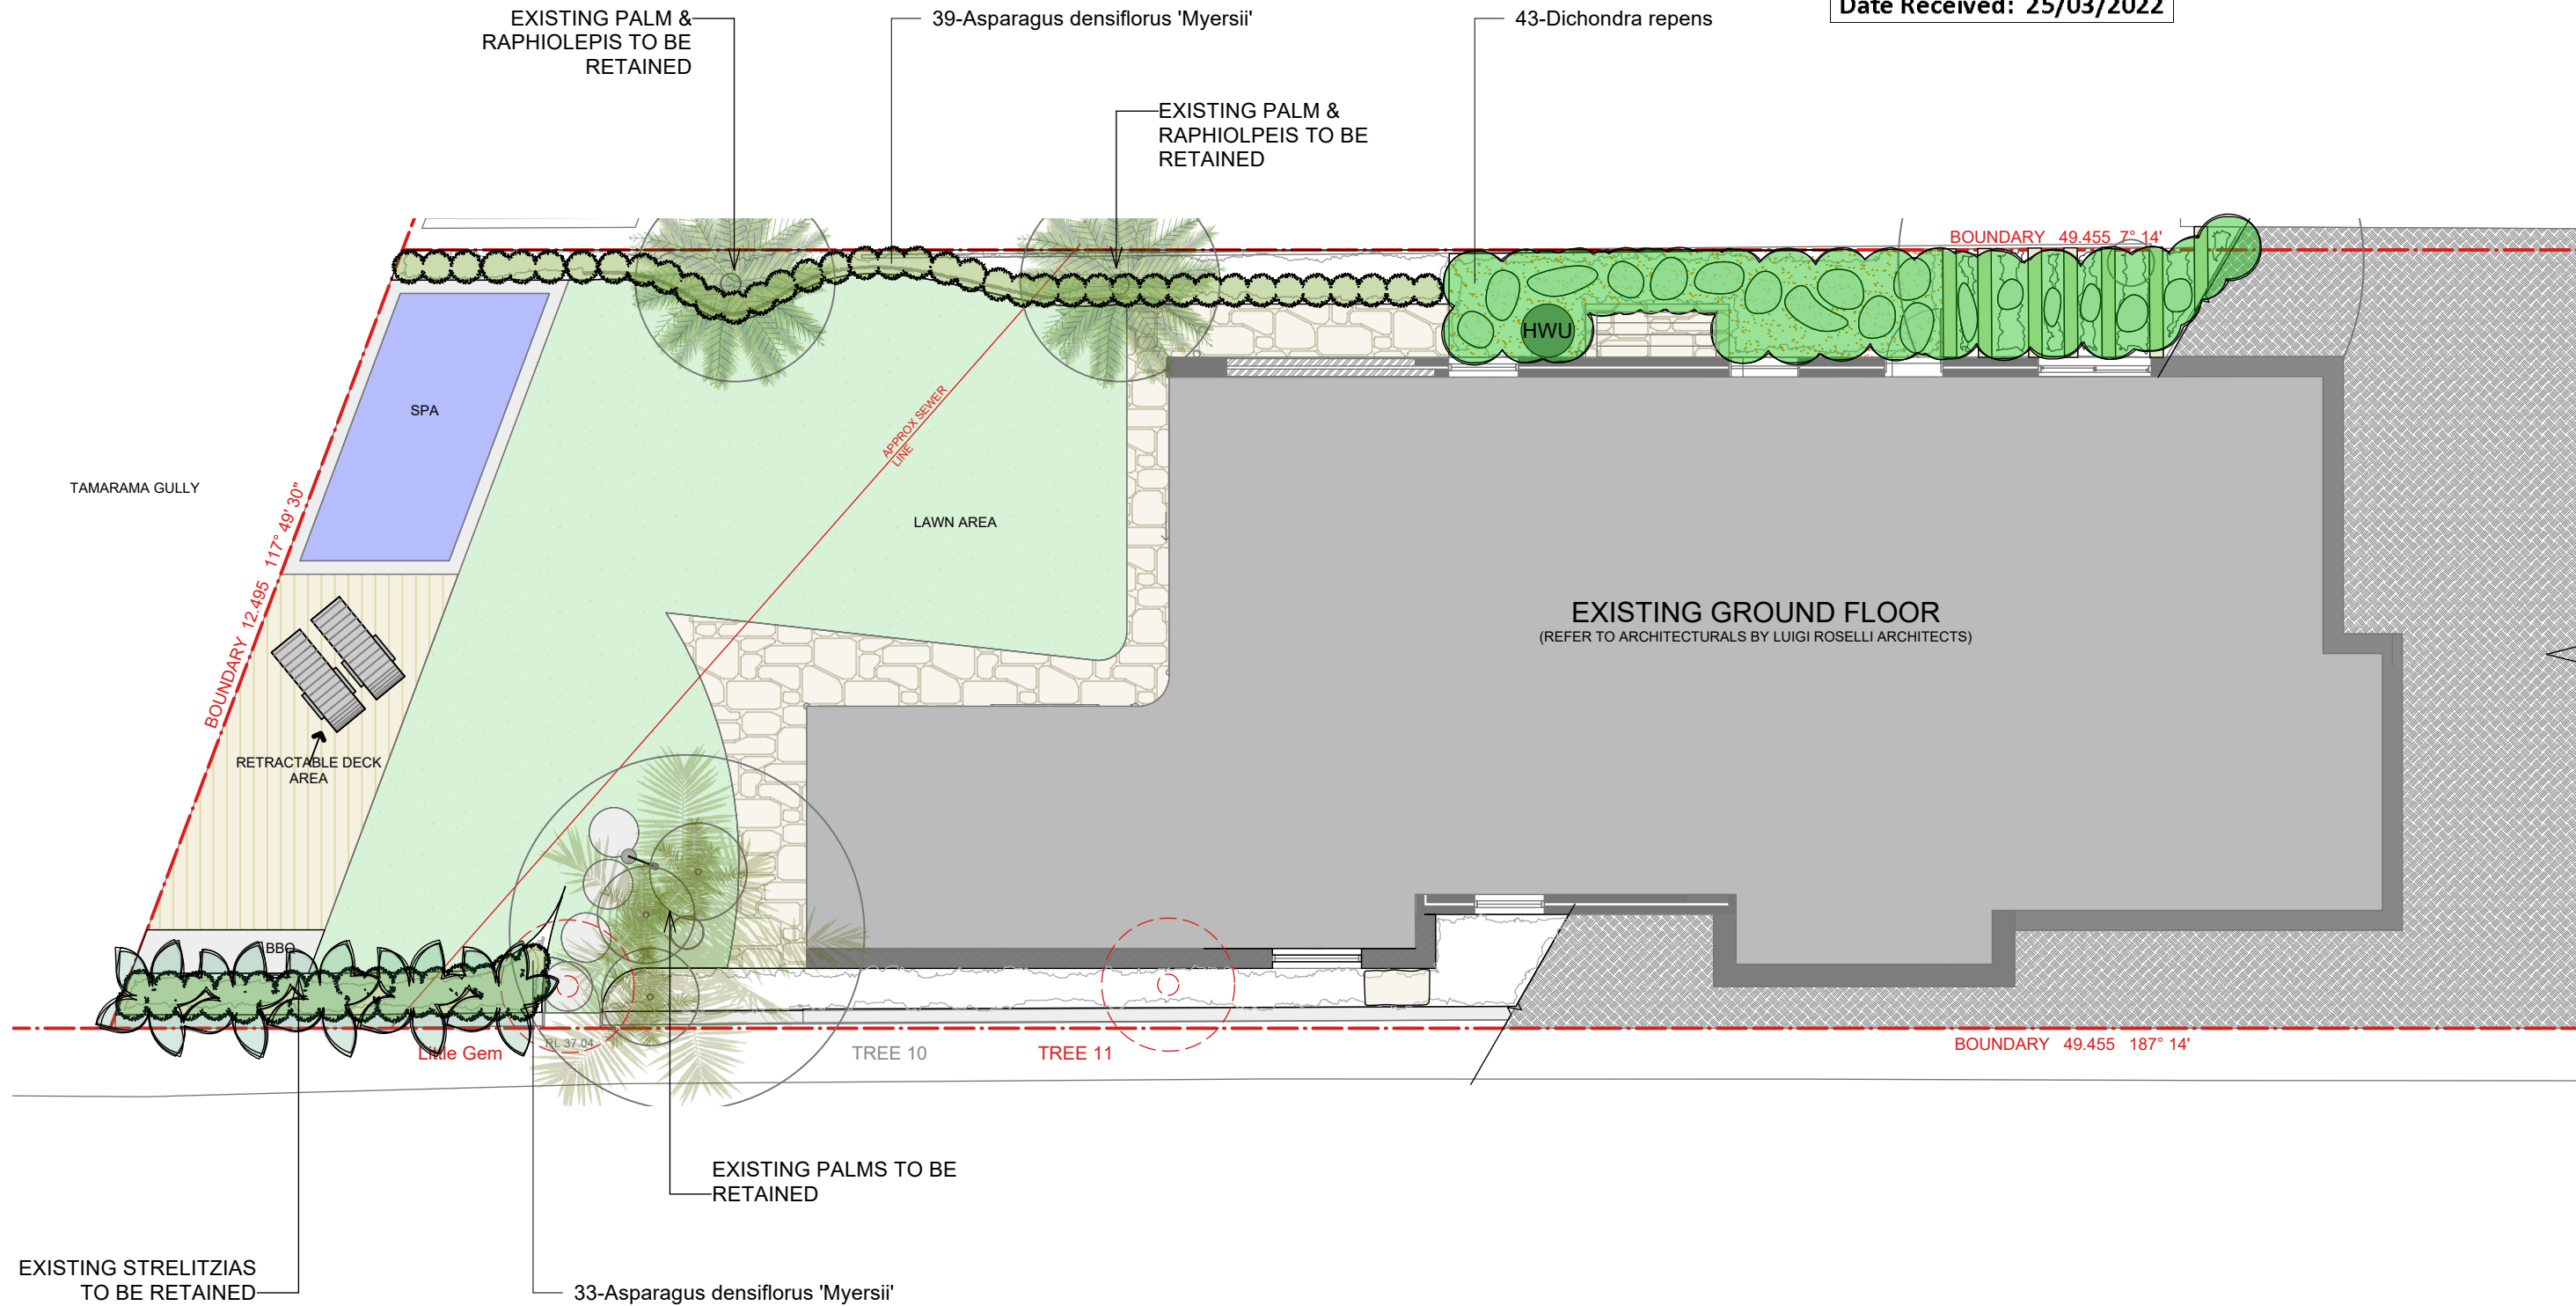 Date Received: 25/03/2022
EXISTING PALM &
RAPHIOLEPIS TO BE
RETAINED
39-Asparagus densiflorus 'Myersii'
43-Dichondra repens
EXISTING PALM &
RAPHIOLPEIS TO BE
RETAINED
BOUNDARY 49.455 7° 14'
HWU
SPA
APPROX SEWER
LINE
TAMARAMA GULLY
BOUNDARY 12.495 117° 49' 30"
LAWN AREA
EXISTING GROUND FLOOR
(REFER TO ARCHITECTURALS BY LUIGI ROSELLI ARCHITECTS)
RETRACTABLE DECK
AREA
BBQ
Little Gem
RL 37.04
TREE 10
TREE 11
BOUNDARY 49.455 187° 14'
EXISTING PALMS TO BE
RETAINED
EXISTING STRELITZIAS
TO BE RETAINED
33-Asparagus densiflorus 'Myersii'